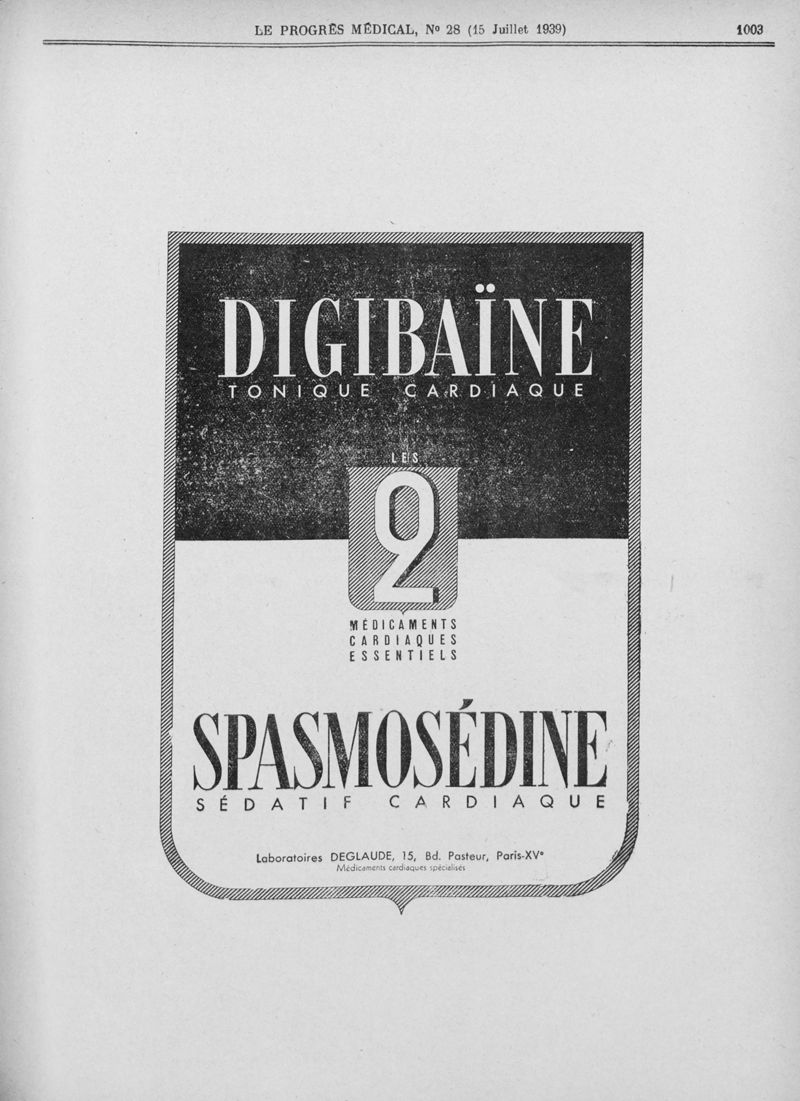 LE PROGRÈS MÉDICAL, Nº 28 (15 Juillet 1939) 1003
DIGIBAÏNE
TONIQUE CARDIAQUE
LES
2
MÉDICAMENTS
CARDIAQUES
ESSENTIELS
SPASMOSÉDINE
SÉDATIF CARDIAQUE
Laboratoires DEGLAUDE, 15, Bd. Pasteur, Paris-XVe
Médicaments cardiaques spécialisés